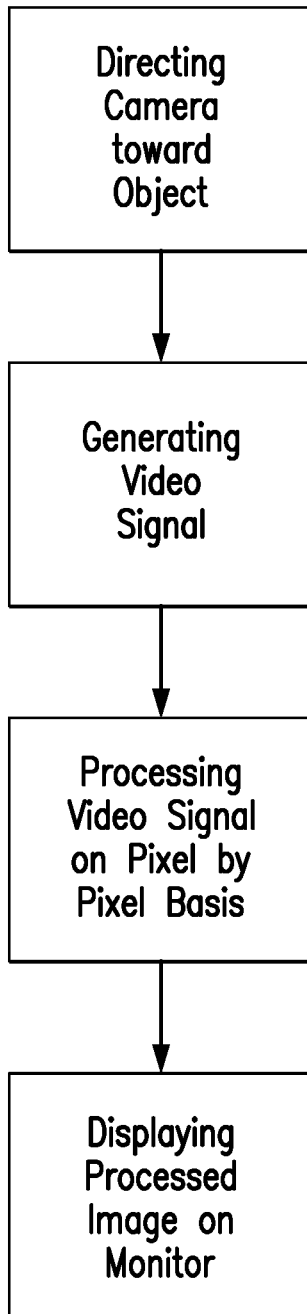 Directing
Camera
toward
Object
Generating
Video
Signal
Processing
Video Signal
on Pixel by
Pixel Basis
Displaying
Processed
Image on
Monitor